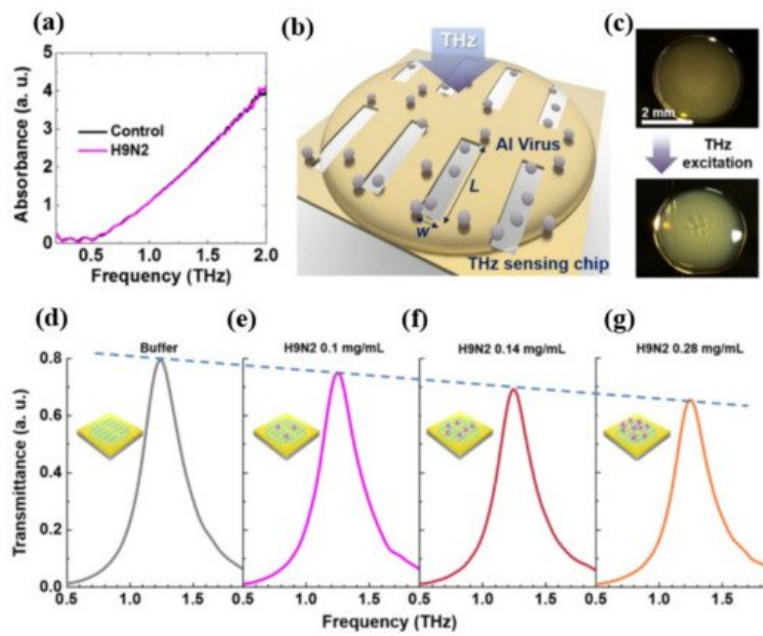 (a)
5
4
3
2
1
0
Absorbance (a. u.)
Control
H9N2
0.5 1.0 1.5 2.0
Frequency (THz)
(b)
THz
AI Virus
L
w
THz sensing chip
(c)
2 mm
THz
excitation
(d)
Buffer
(e)
H9N2 0.1 mg/mL
(f)
H9N2 0.14 mg/mL
(g)
H9N2 0.28 mg/mL
0.8
0.6
0.4
0.2
0.0
Transmittance (a. u.)
0.5 1.0 1.5 0.5 1.0 1.5 0.5 1.0 1.5 0.5 1.0 1.5
Frequency (THz)